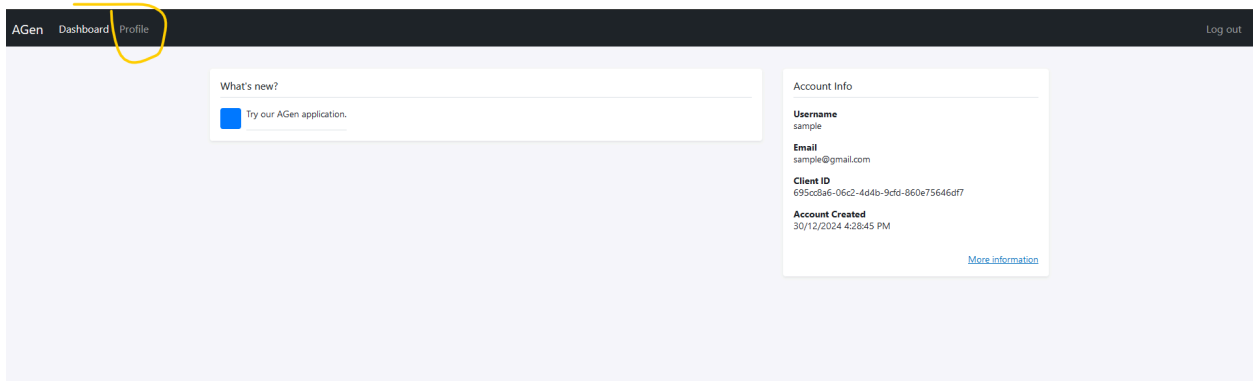 AGen Dashboard Profile Log out
What's new?
Try our AGen application.
Account Info
Username
sample
Email
sample@gmail.com
Client ID
695cc8a6-06c2-4d4b-9cfd-860e75646df7
Account Created
30/12/2024 4:28:45 PM
More information